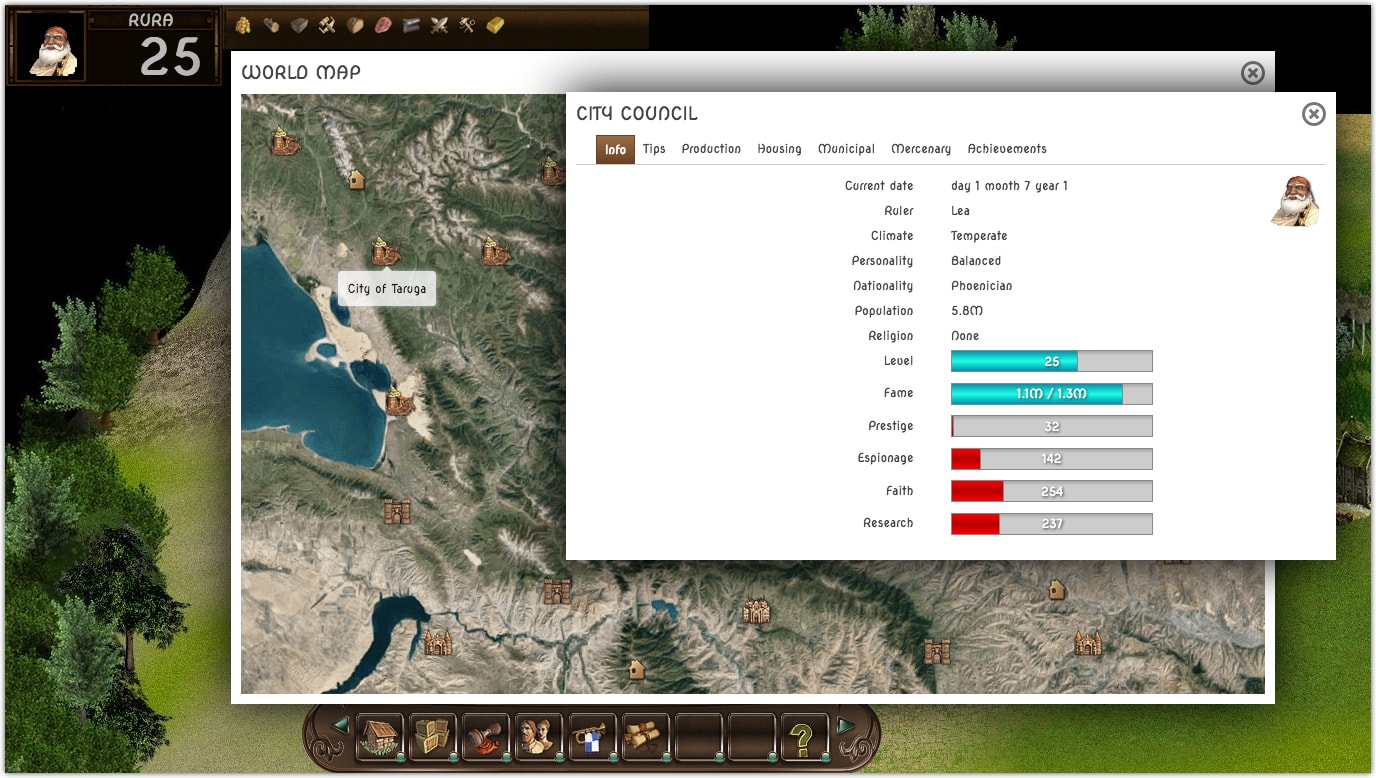 RURA
25
WORLD MAP
City of Taruga
CITY COUNCIL
Info Tips Production Housing Municipal Mercenary Achievements
Current date day 1 month 7 year 1
Ruler Lea
Climate Temperate
Personality Balanced
Nationality Phoenician
Population 5.8M
Religion None
Level 25
Fame 1.1M / 1.3M
Prestige 32
Espionage 142
Faith 254
Research 237
?